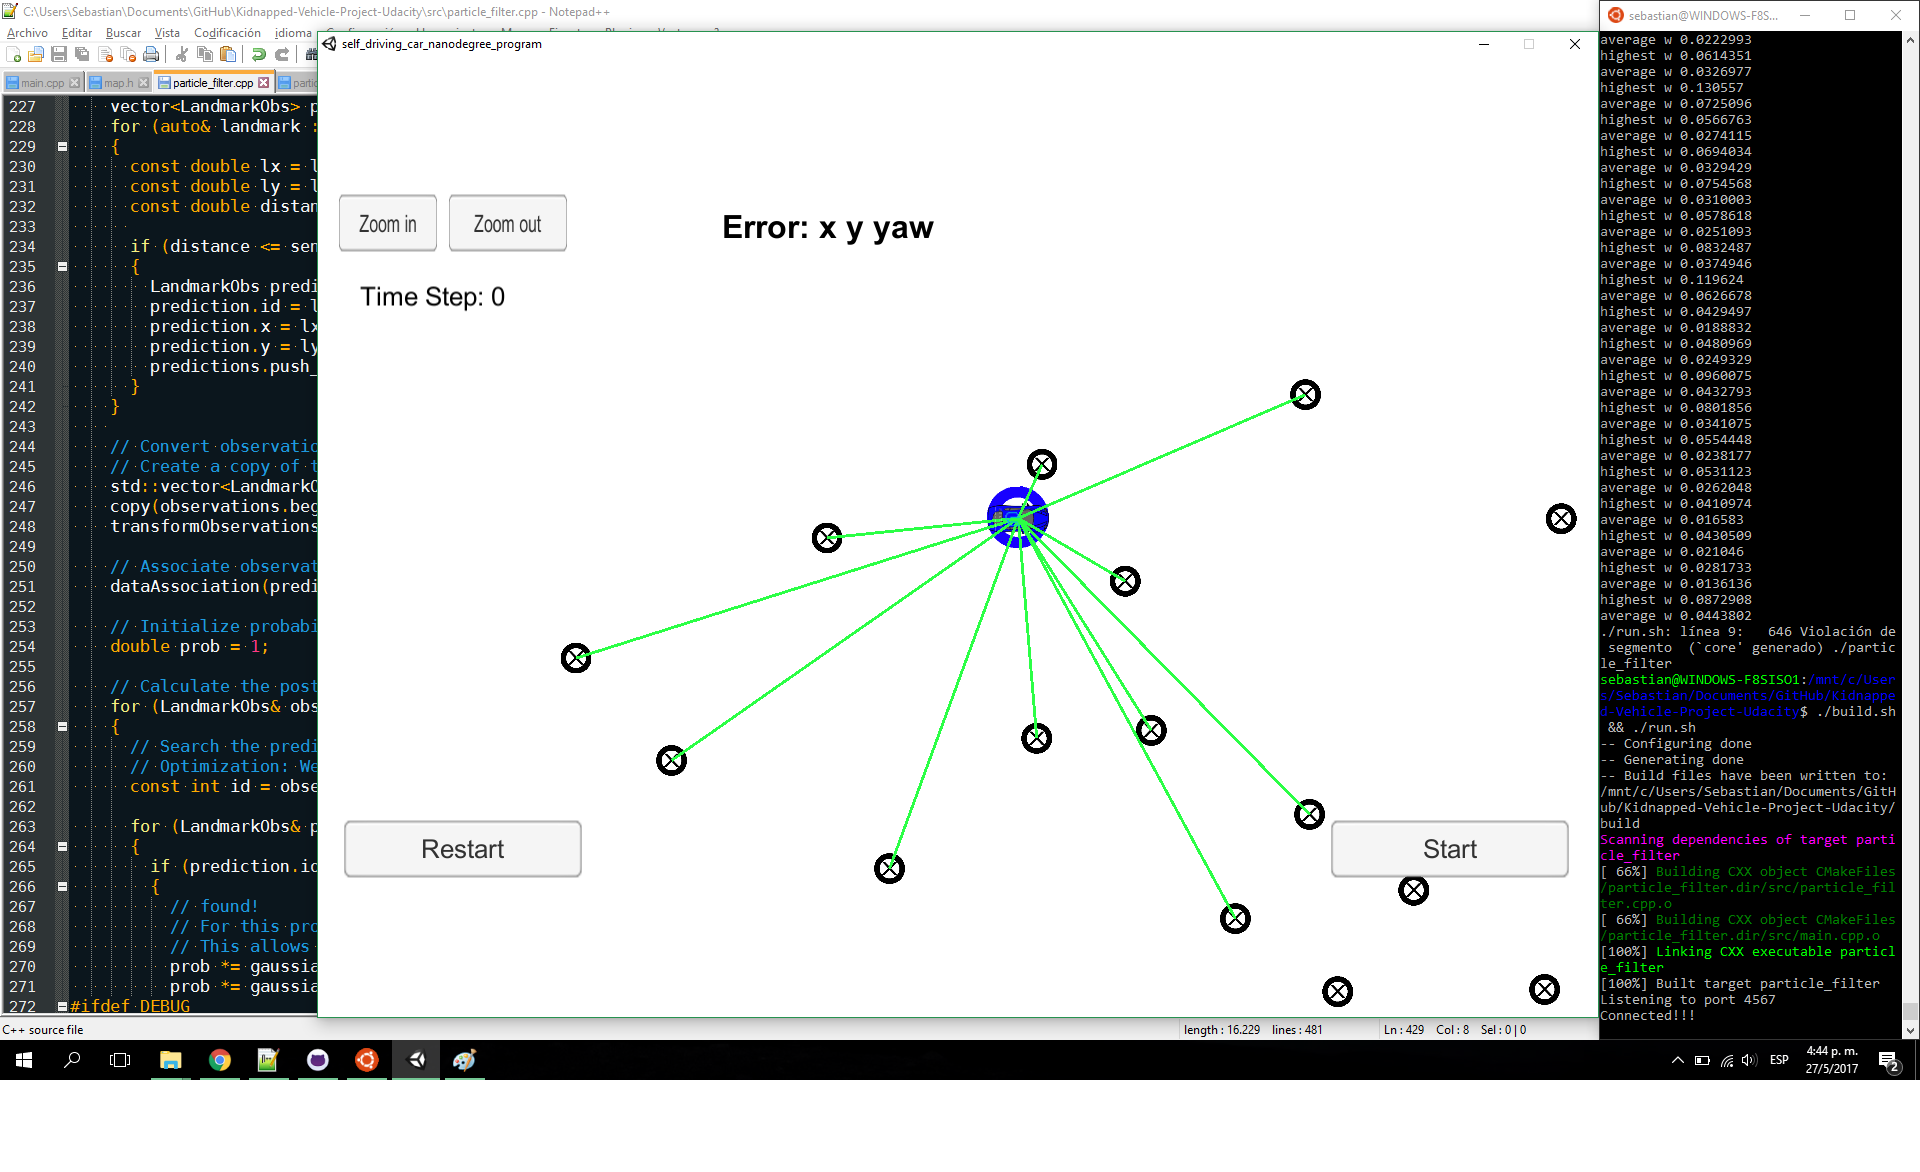 C:\Users\Sebastian\Documents\GitHub\Kidnapped-Vehicle-Project-Udacity\src\particle_filter.cpp - Notepad++
Archivo Editar Buscar Vista Codificación idioma
main.cpp map.h particle_filter.cpp
227 vector<LandmarkObs> p
228 for (auto& landmark :
229 {
230 const double lx = l
231 const double ly = l
232 const double distan
233
234 if (distance <= sen
235 {
236 LandmarkObs predi
237 prediction.id = l
238 prediction.x = lx
239 prediction.y = ly
240 predictions.push_
241 }
242 }
243
244 // Convert observatio
245 // Create a copy of t
246 std::vector<LandmarkO
247 copy(observations.beg
248 transformObservations
249
250 // Associate observat
251 dataAssociation(predi
252
253 // Initialize probabi
254 double prob = 1;
255
256 // Calculate the post
257 for (LandmarkObs& obs
258 {
259 // Search the predi
260 // Optimization: We
261 const int id = obse
262
263 for (LandmarkObs& p
264 {
265 if (prediction.id
266 {
267 // found!
268 // For this pro
269 // This allows
270 prob *= gaussia
271 prob *= gaussia
272 #ifdef DEBUG
C++ source file
length : 16.229 lines : 481
Ln : 429 Col : 8 Sel : 0 | 0
self_driving_car_nanodegree_program
Zoom in
Zoom out
Error: x y yaw
Time Step: 0
Restart
Start
sebastian@WINDOWS-F8S...
average w 0.0222993
highest w 0.0614351
average w 0.0326977
highest w 0.130557
average w 0.0725096
highest w 0.0566763
average w 0.0274115
highest w 0.0694034
average w 0.0329429
highest w 0.0754568
average w 0.0310003
highest w 0.0578618
average w 0.0251093
highest w 0.0832487
average w 0.0374946
highest w 0.119624
average w 0.0626678
highest w 0.0429497
average w 0.0188832
highest w 0.0480969
average w 0.0249329
highest w 0.0960075
average w 0.0432793
highest w 0.0801856
average w 0.0341075
highest w 0.0554448
average w 0.0238177
highest w 0.0531123
average w 0.0262048
highest w 0.0410974
average w 0.016583
highest w 0.0430509
average w 0.021046
highest w 0.0281733
average w 0.0136136
highest w 0.0872908
average w 0.0443802
./run.sh: línea 9: 646 Violación de
segmento (`core' generado) ./partic
le_filter
sebastian@WINDOWS-F8SISO1:/mnt/c/User
s/Sebastian/Documents/GitHub/Kidnappe
d-Vehicle-Project-Udacity$ ./build.sh
&& ./run.sh
-- Configuring done
-- Generating done
-- Build files have been written to:
/mnt/c/Users/Sebastian/Documents/GitH
ub/Kidnapped-Vehicle-Project-Udacity/
build
Scanning dependencies of target parti
cle_filter
[ 66%] Building CXX object CMakeFiles
/particle_filter.dir/src/particle_fil
ter.cpp.o
[ 66%] Building CXX object CMakeFiles
/particle_filter.dir/src/main.cpp.o
[100%] Linking CXX executable particl
e_filter
[100%] Built target particle_filter
Listening to port 4567
Connected!!!
ESP
4:44 p. m.
27/5/2017
2